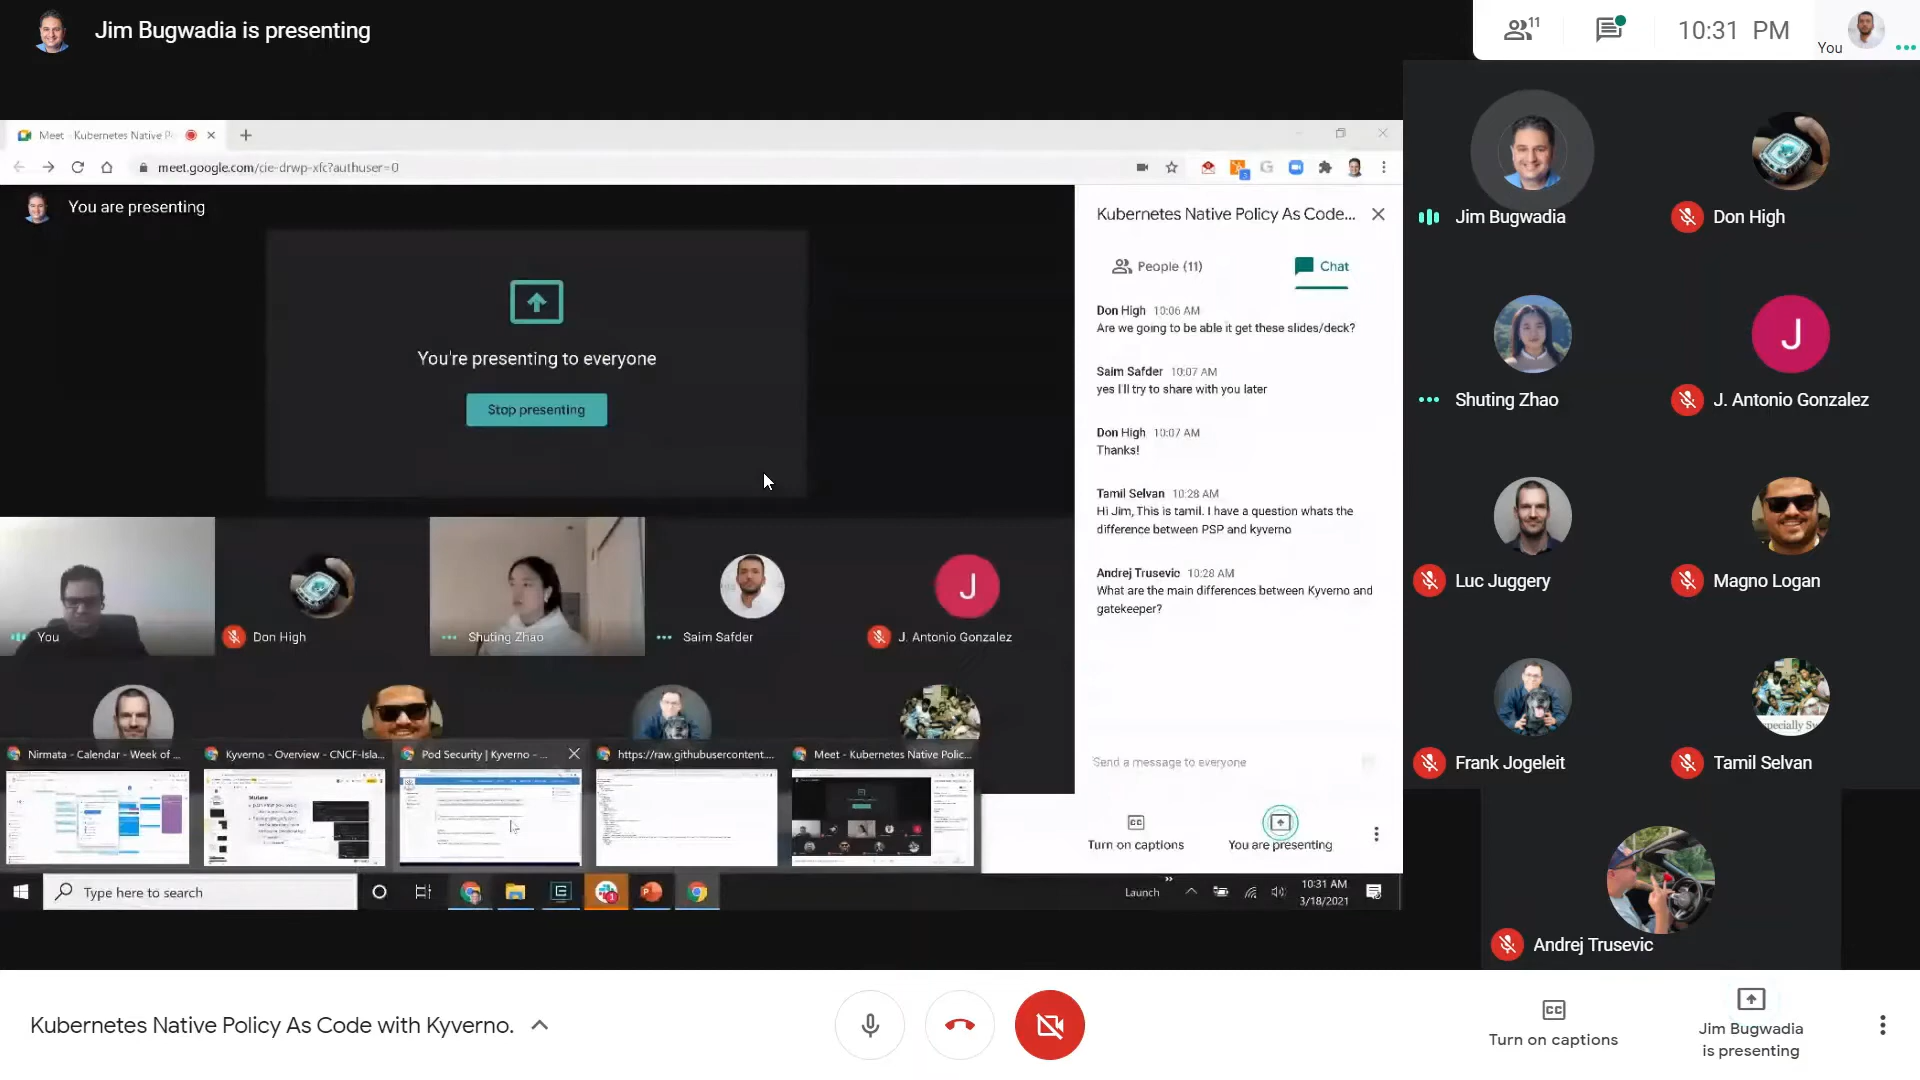 Jim Bugwadia is presenting
11
10:31 PM
You
Meet - Kubernetes Native P
meet.google.com/cie-drwp-xfc?authuser=0
You are presenting
You're presenting to everyone
Stop presenting
Kubernetes Native Policy As Code...
People (11)
Chat
Don High 10:06 AM
Are we going to be able it get these slides/deck?
Saim Safder 10:07 AM
yes I'll try to share with you later
Don High 10:07 AM
Thanks!
Tamil Selvan 10:28 AM
Hi Jim, This is tamil. I have a question whats the
difference between PSP and kyverno
Andrej Trusevic 10:28 AM
What are the main differences between Kyverno and
gatekeeper?
Send a message to everyone
Turn on captions
You are presenting
You
Don High
Shuting Zhao
Saim Safder
J
J. Antonio Gonzalez
Nirmata - Calendar - Week of ...
Kyverno - Overview - CNCF-Isla...
Pod Security | Kyverno - ...
https://raw.githubusercontent....
Meet - Kubernetes Native Polic...
Type here to search
Launch
10:31 AM
3/18/2021
Jim Bugwadia
Don High
Shuting Zhao
J
J. Antonio Gonzalez
Luc Juggery
Magno Logan
Frank Jogeleit
Tamil Selvan
Andrej Trusevic
Kubernetes Native Policy As Code with Kyverno.
Turn on captions
Jim Bugwadia
is presenting